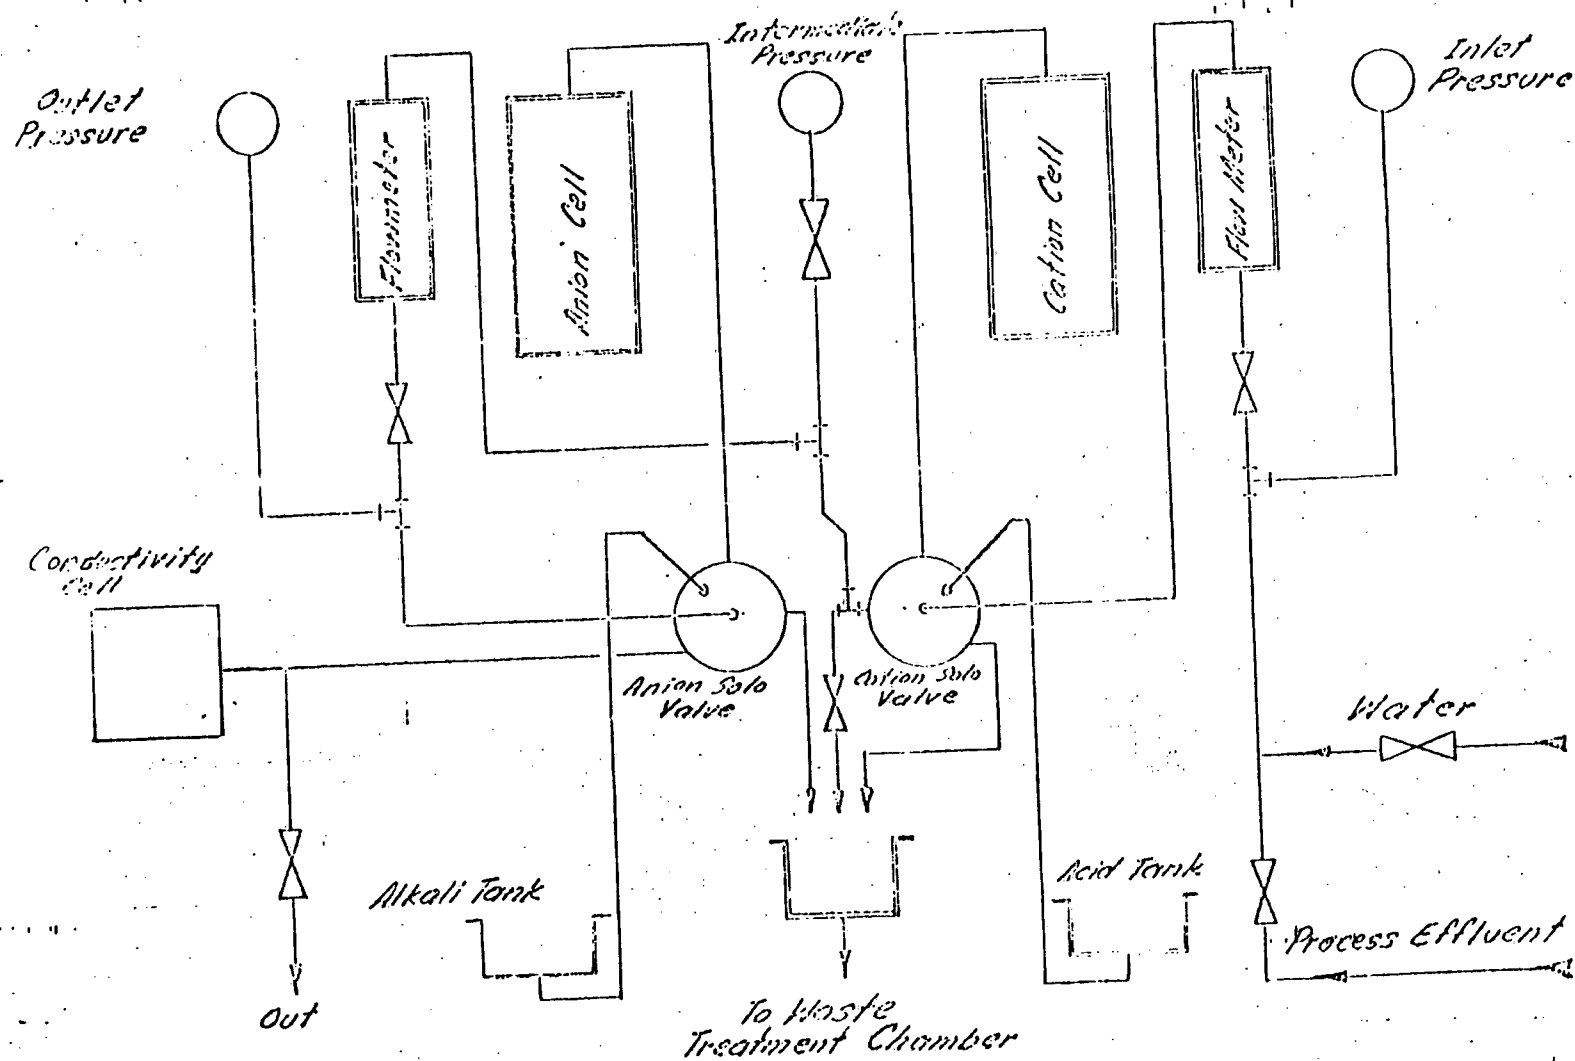 Intermediate
Pressure
Inlet
Pressure
Outlet
Pressure
Flowmeter
Anion Cell
Cation Cell
Flow Meter
Conductivity
Cell
Anion Solo
Valve
Cation Solo
Valve
Water
Alkali Tank
Acid Tank
Process Effluent
Out
To Waste
Treatment Chamber